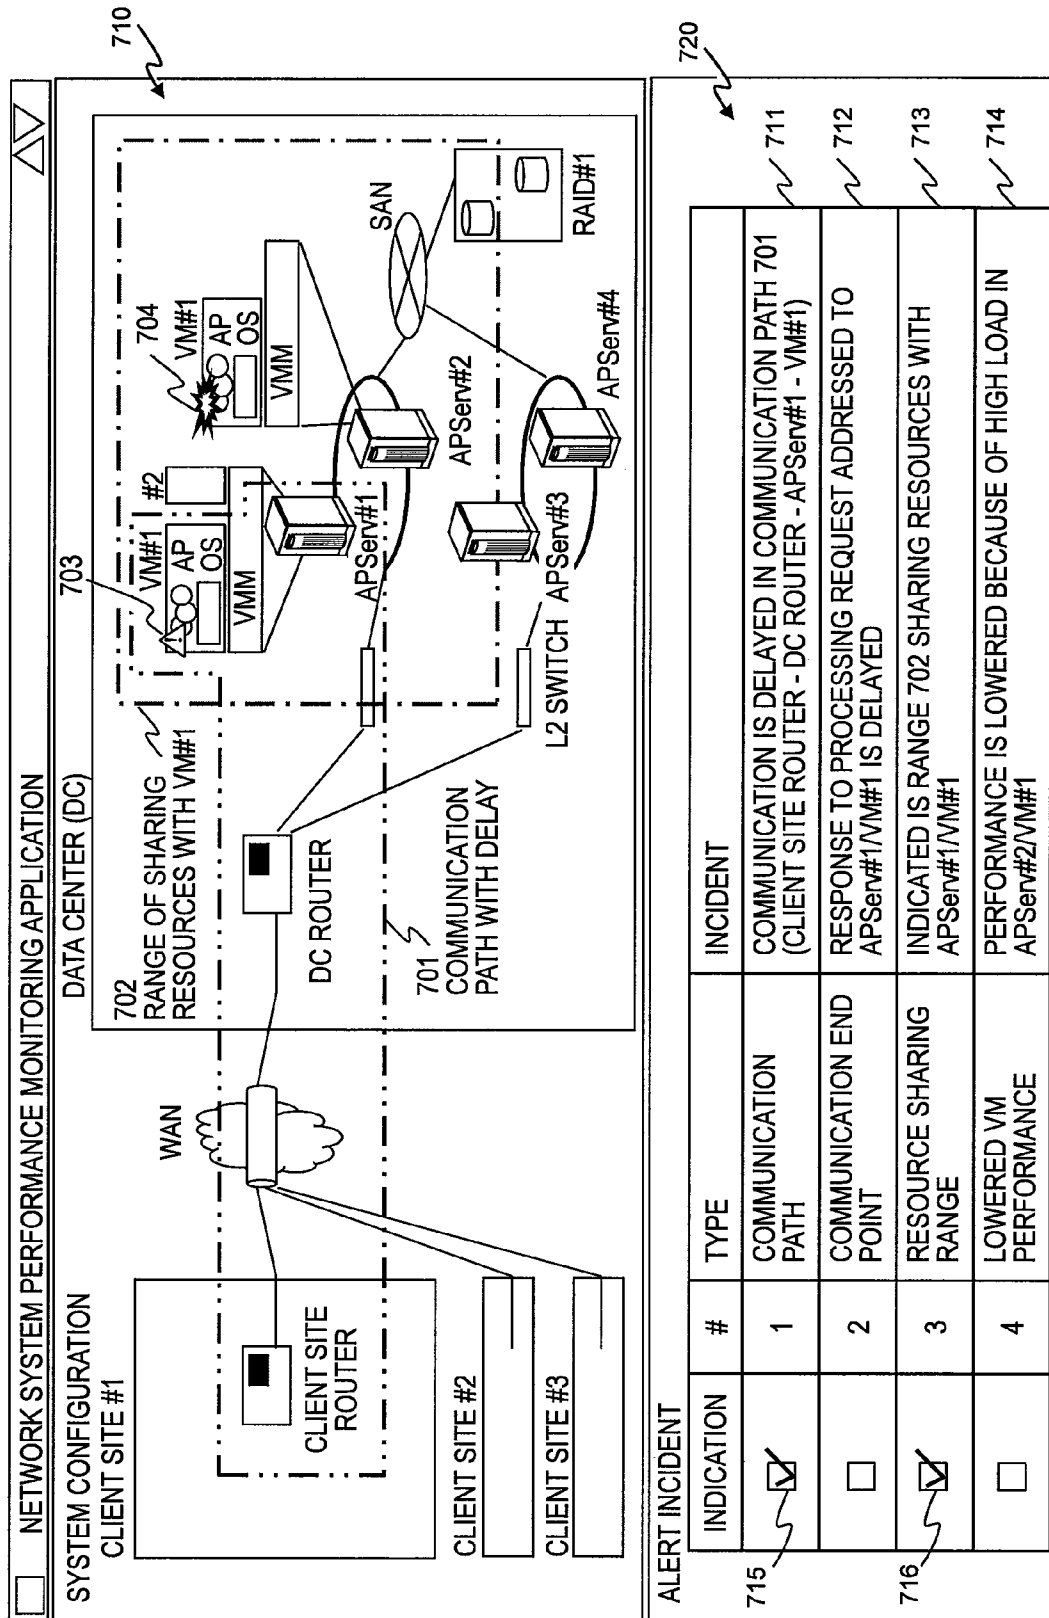 NETWORK SYSTEM PERFORMANCE MONITORING APPLICATION
SYSTEM CONFIGURATION
710
CLIENT SITE #1
CLIENT SITE
ROUTER
CLIENT SITE #2
CLIENT SITE #3
WAN
DATA CENTER (DC)
702
RANGE OF SHARING
RESOURCES WITH VM#1
DC ROUTER
701
COMMUNICATION
PATH WITH DELAY
703
VM#1
#2
AP
OS
VMM
704
VM#1
AP
OS
VMM
APServ#1
APServ#2
L2 SWITCH
APServ#3
APServ#4
SAN
RAID#1
ALERT INCIDENT
720
INDICATION
#
TYPE
INCIDENT
715
1
COMMUNICATION
PATH
COMMUNICATION IS DELAYED IN COMMUNICATION PATH 701
(CLIENT SITE ROUTER - DC ROUTER - APServ#1 - VM#1)
711
2
COMMUNICATION END
POINT
RESPONSE TO PROCESSING REQUEST ADDRESSED TO
APServ#1/VM#1 IS DELAYED
712
716
3
RESOURCE SHARING
RANGE
INDICATED IS RANGE 702 SHARING RESOURCES WITH
APServ#1/VM#1
713
4
LOWERED VM
PERFORMANCE
PERFORMANCE IS LOWERED BECAUSE OF HIGH LOAD IN
APServ#2/VM#1
714